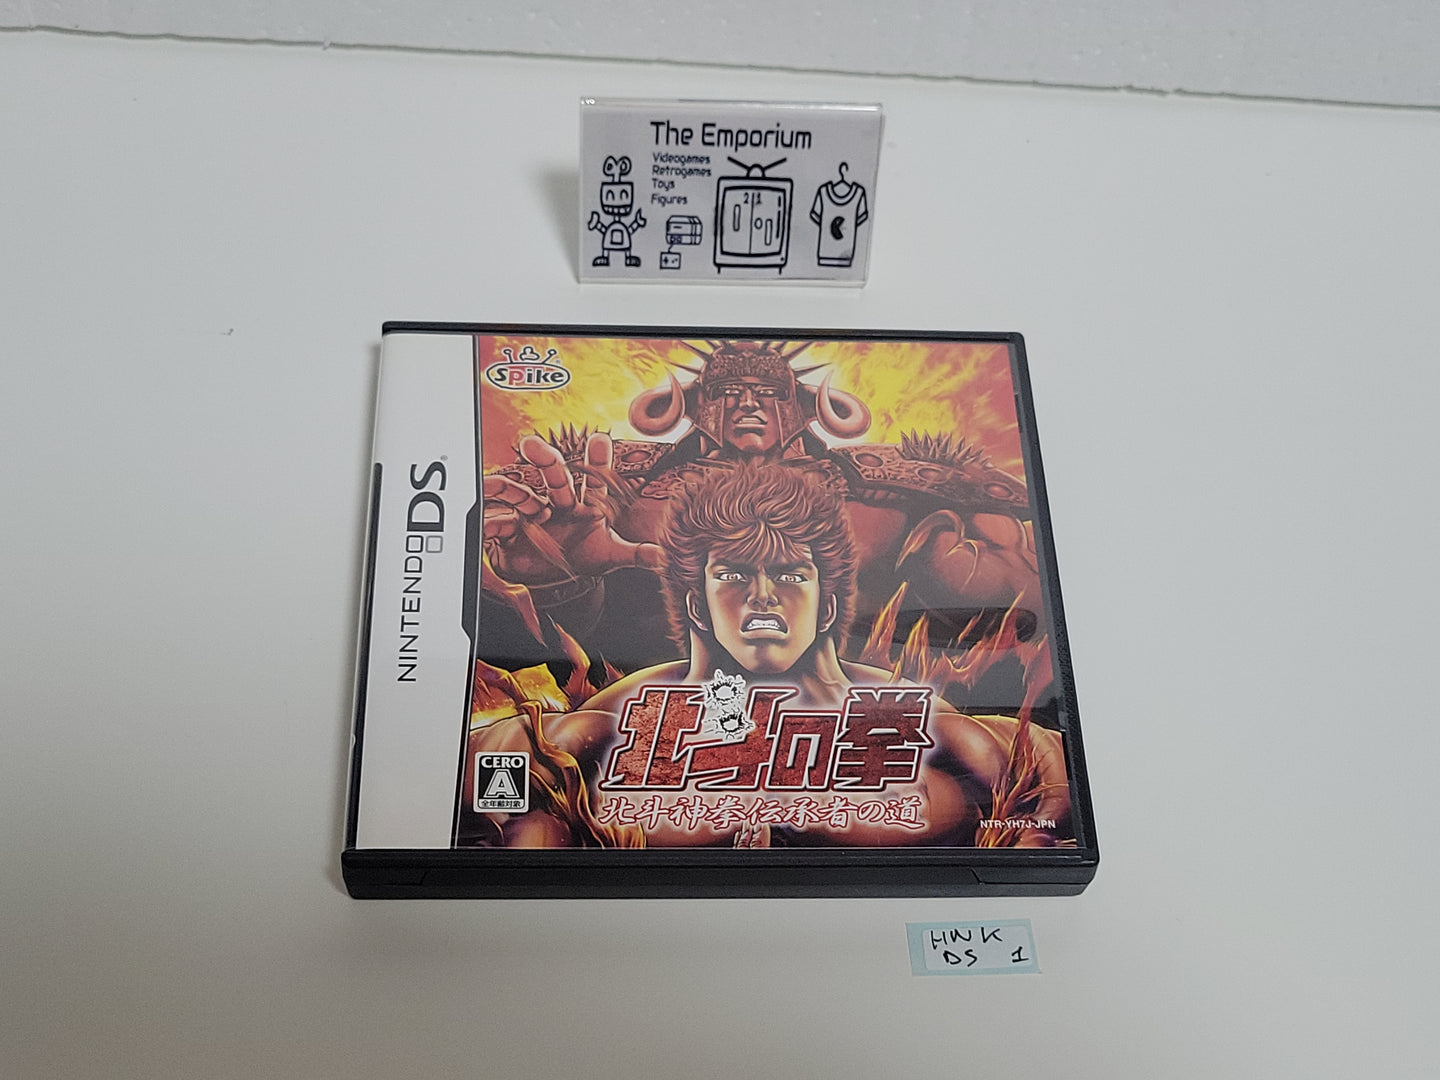 The Emporium
Videogames
Retrogames
Toys
Figures
21
Spike
NINTENDO DS
北斗の拳
北斗神拳伝承者の道
CERO
A
全年齢対象
NTR-YH7J-JPN
HNK
DS 1